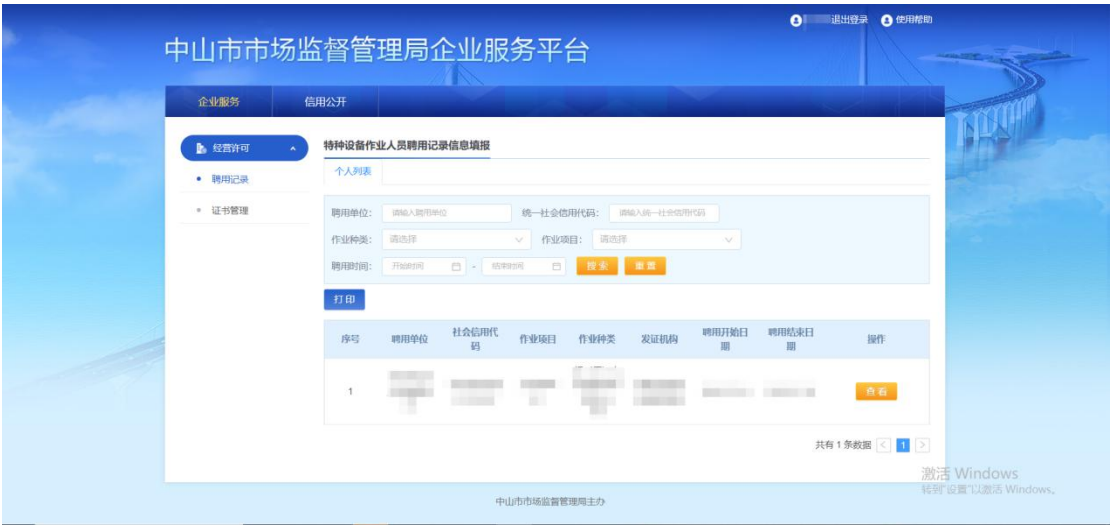 退出登录 使用帮助
中山市市场监督管理局企业服务平台
企业服务 信用公开
经营许可
聘用记录
证书管理
特种设备作业人员聘用记录信息填报
个人列表
聘用单位： 请输入聘用单位 统一社会信用代码： 请输入统一社会信用代码
作业种类： 请选择 作业项目： 请选择
聘用时间： 开始时间 - 结束时间 搜索 重置
打印
序号 聘用单位 社会信用代码 作业项目 作业种类 发证机构 聘用开始日期 聘用结束日期 操作
1 查看
共有 1 条数据 < 1 >
激活 Windows
转到"设置"以激活 Windows。
中山市市场监督管理局主办